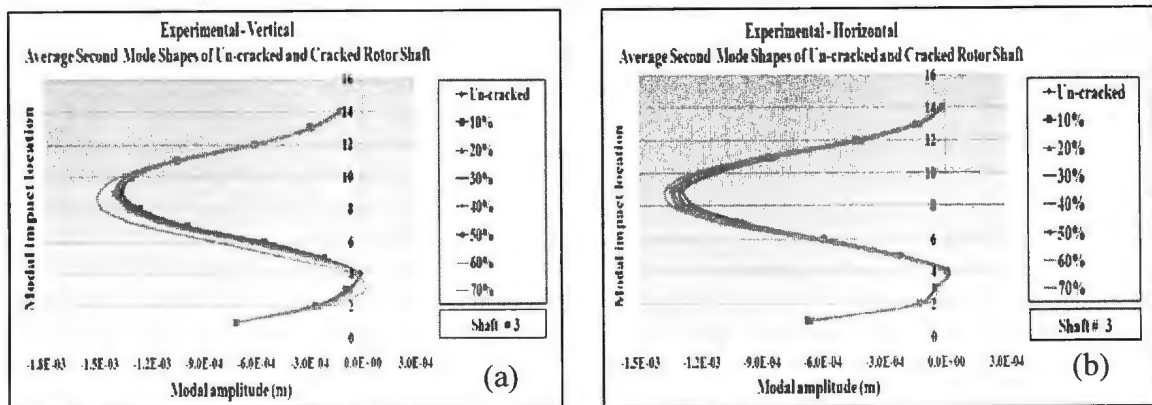 Experimental - Vertical
Average Second Mode Shapes of Un-cracked and Cracked Rotor Shaft
Modal impact location
16
14
12
10
8
6
4
2
0
-1.8E-03 -1.5E-03 -1.2E-03 -9.0E-04 -6.0E-04 -3.0E-04 0.0E+00 3.0E-04
Modal amplitude (m)
Un-cracked
10%
20%
30%
40%
50%
60%
70%
Shaft # 3
(a)
Experimental - Horizontal
Average Second Mode Shapes of Un-cracked and Cracked Rotor Shaft
Modal impact location
16
14
12
10
8
6
4
2
0
-1.5E-03 -1.2E-03 -9.0E-04 -6.0E-04 -3.0E-04 0.0E+00 3.0E-04
Modal amplitude (m)
Un-cracked
10%
20%
30%
40%
50%
60%
70%
Shaft # 3
(b)